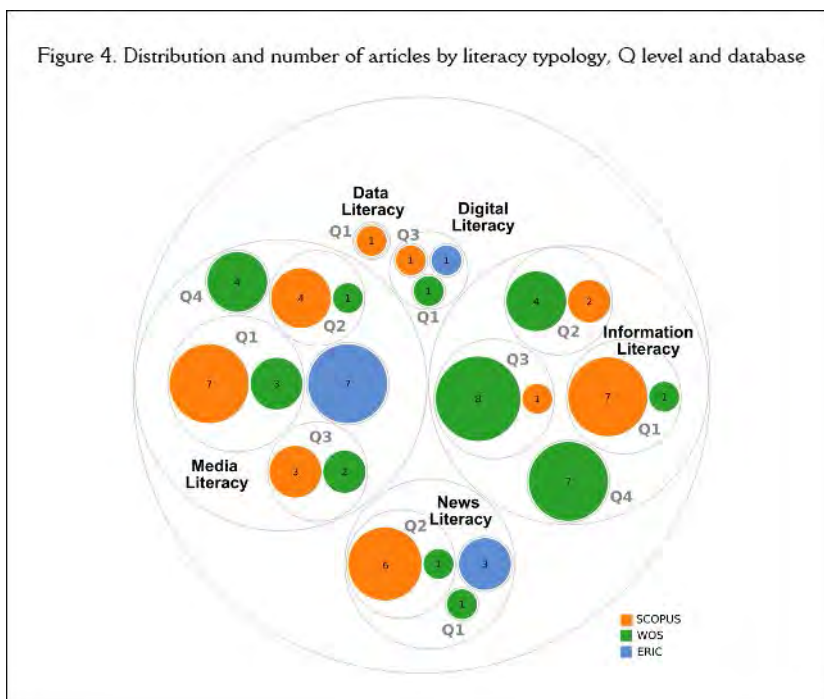 Figure 4. Distribution and number of articles by literacy typology, Q level and database
Data
Literacy
Q1
1
Digital
Literacy
Q3
1
1
1
Q1
Q4
4
4
1
Q2
Q1
7
3
7
Q3
3
2
Media
Literacy
4
2
Q2
Information
Literacy
Q3
8
1
7
1
Q1
7
Q4
News
Literacy
Q2
6
1
3
1
Q1
SCOPUS
WOS
ERIC